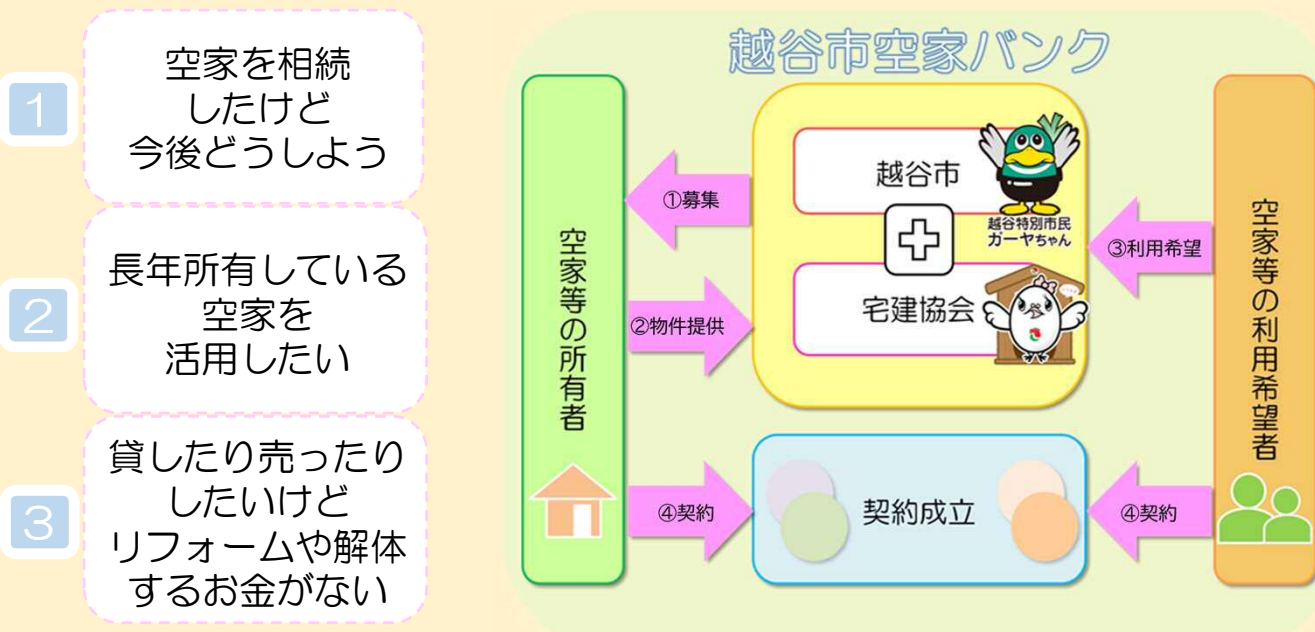 1
空家を相続
したけど
今後どうしよう
2
長年所有している
空家を
活用したい
3
貸したり売ったり
したいけど
リフォームや解体
するお金がない
越谷市空家バンク
空家等の所有者
①募集
②物件提供
④契約
越谷市
越谷特別市民
ガーヤちゃん
宅建協会
契約成立
③利用希望
④契約
空家等の利用希望者